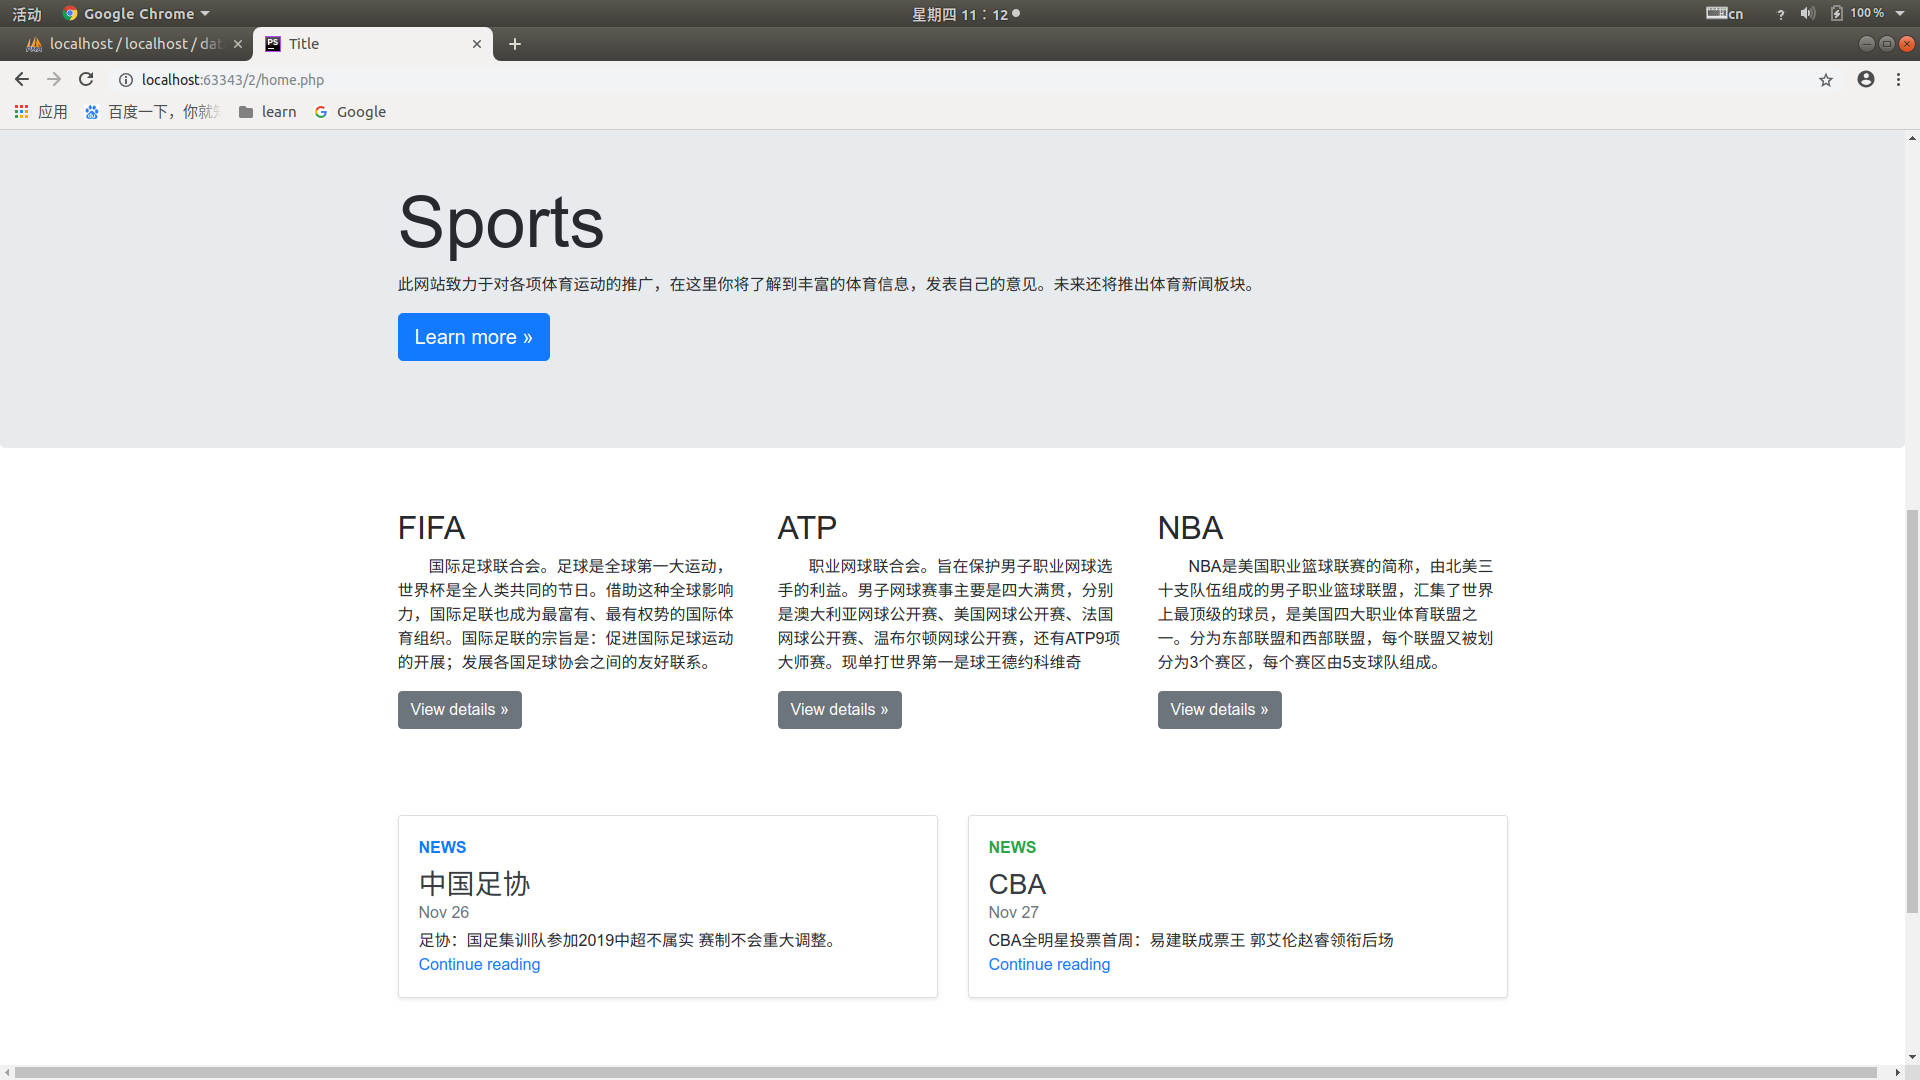 活动 Google Chrome 星期四 11：12 cn ? 100%
localhost / localhost / dat Title
localhost:63343/2/home.php
应用 百度一下，你就知 learn Google
Sports
此网站致力于对各项体育运动的推广，在这里你将了解到丰富的体育信息，发表自己的意见。未来还将推出体育新闻板块。
Learn more »
FIFA
国际足球联合会。足球是全球第一大运动，
世界杯是全人类共同的节日。借助这种全球影响
力，国际足联也成为最富有、最有权势的国际体
育组织。国际足联的宗旨是：促进国际足球运动
的开展；发展各国足球协会之间的友好联系。
View details »
ATP
职业网球联合会。旨在保护男子职业网球选
手的利益。男子网球赛事主要是四大满贯，分别
是澳大利亚网球公开赛、美国网球公开赛、法国
网球公开赛、温布尔顿网球公开赛，还有ATP9项
大师赛。现单打世界第一是球王德约科维奇
View details »
NBA
NBA是美国职业篮球联赛的简称，由北美三
十支队伍组成的男子职业篮球联盟，汇集了世界
上最顶级的球员，是美国四大职业体育联盟之
一。分为东部联盟和西部联盟，每个联盟又被划
分为3个赛区，每个赛区由5支球队组成。
View details »
NEWS
中国足协
Nov 26
足协：国足集训队参加2019中超不属实 赛制不会重大调整。
Continue reading
NEWS
CBA
Nov 27
CBA全明星投票首周：易建联成票王 郭艾伦赵睿领衔后场
Continue reading